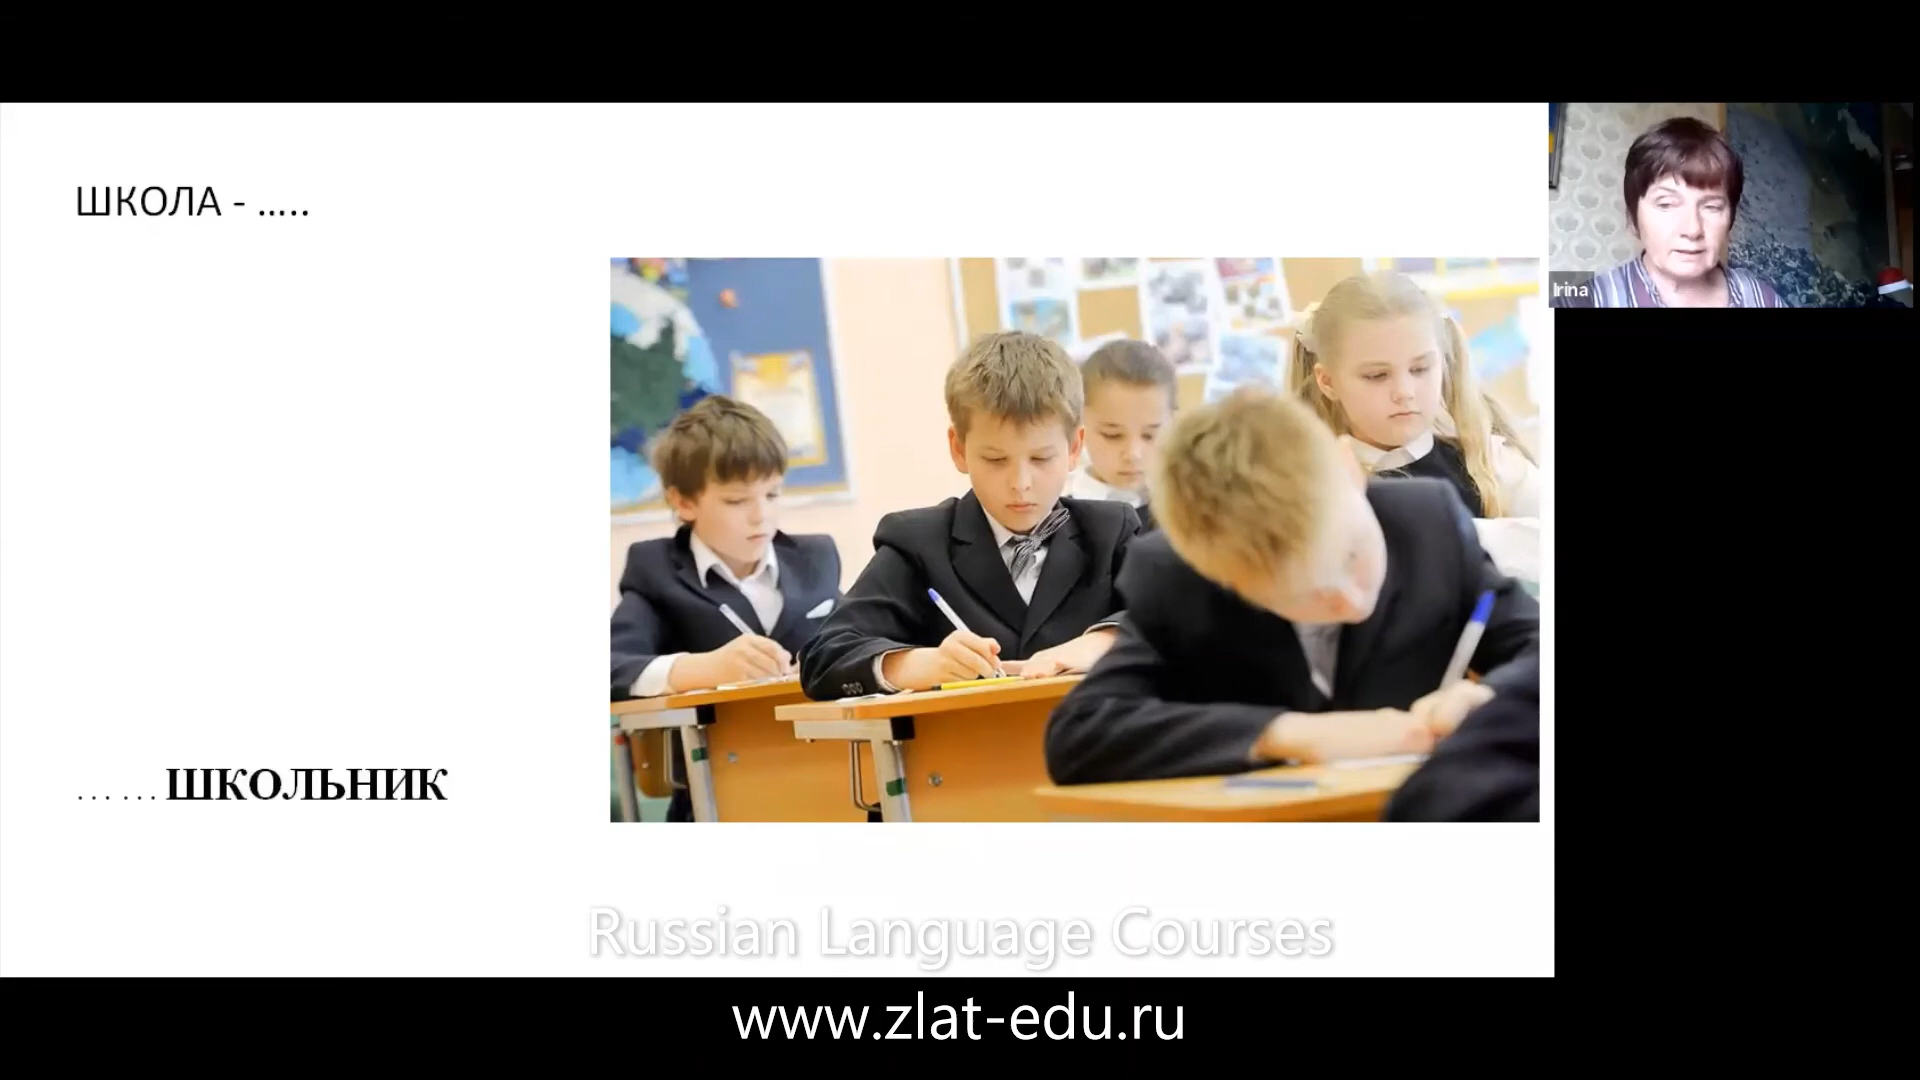 ШКОЛА - .....
Irina
... ... ШКОЛЬНИК
Russian Language Courses
www.zlat-edu.ru